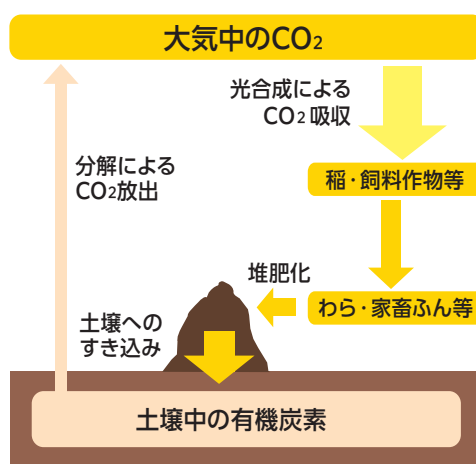 大気中のCO2
光合成による
CO2吸収
分解による
CO2放出
稲・飼料作物等
堆肥化
わら・家畜ふん等
土壌への
すき込み
土壌中の有機炭素